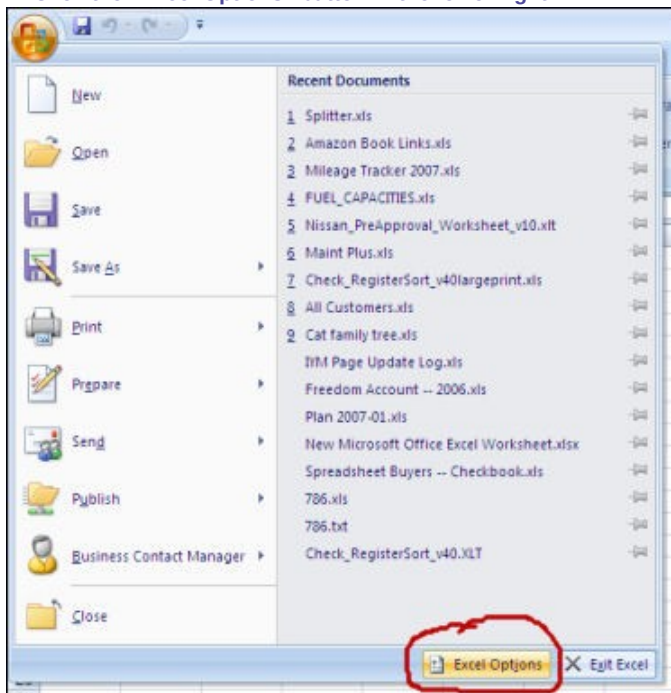 New
Open
Save
Save As
Print
Prepare
Send
Publish
Business Contact Manager
Close
Recent Documents
1 Splitter.xls
2 Amazon Book Links.xls
3 Mileage Tracker 2007.xls
4 FUEL_CAPACITIES.xls
5 Nissan_PreApproval_Worksheet_v10.xlt
6 Maint Plus.xls
7 Check_RegisterSort_v40largeprint.xls
8 All Customers.xls
9 Cat family tree.xls
IYM Page Update Log.xls
Freedom Account -- 2006.xls
Plan 2007-01.xls
New Microsoft Office Excel Worksheet.xlsx
Spreadsheet Buyers -- Checkbook.xls
786.xls
786.txt
Check_RegisterSort_v40.XLT
Excel Options
Exit Excel